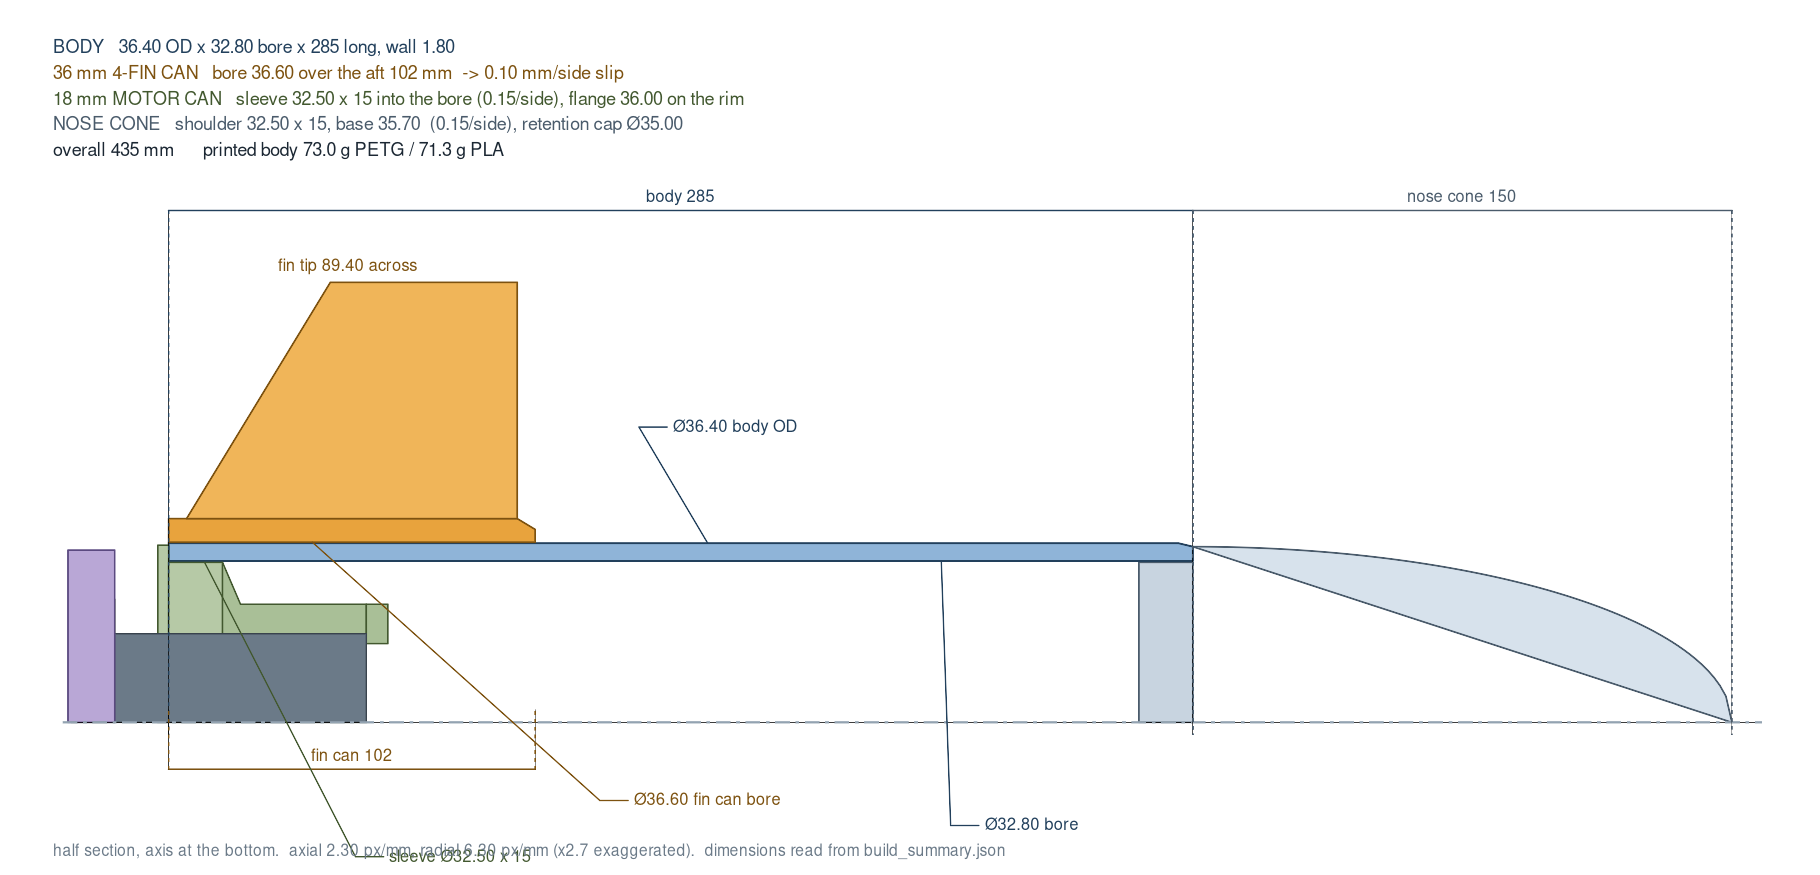 BODY   36.40 OD x 32.80 bore x 285 long, wall 1.80
36 mm 4-FIN CAN   bore 36.60 over the aft 102 mm  -> 0.10 mm/side slip
18 mm MOTOR CAN   sleeve 32.50 x 15 into the bore (0.15/side), flange 36.00 on the rim
NOSE CONE   shoulder 32.50 x 15, base 35.70  (0.15/side), retention cap Ø35.00
overall 435 mm      printed body 73.0 g PETG / 71.3 g PLA
body 285
nose cone 150
fin tip 89.40 across
Ø36.40 body OD
fin can 102
Ø36.60 fin can bore
Ø32.80 bore
half section, axis at the bottom.  axial 2.30 px/mm, radial 6.20 px/mm (x2.7 exaggerated).  dimensions read from build_summary.json
sleeve Ø32.50 x 15